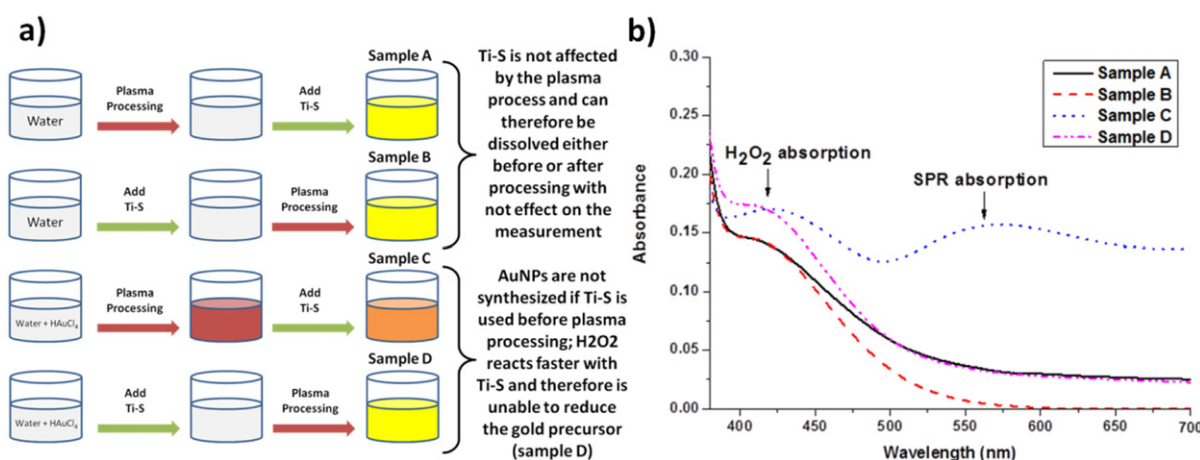 a)
Sample A
Plasma
Processing
Add
Ti-S
Water
Sample B
Add
Ti-S
Plasma
Processing
Water
Ti-S is not affected
by the plasma
process and can
therefore be
dissolved either
before or after
processing with
not effect on the
measurement
Sample C
Plasma
Processing
Add
Ti-S
Water + HAuCl4
Sample D
Add
Ti-S
Plasma
Processing
Water + HAuCl4
AuNPs are not
synthesized if Ti-S is
used before plasma
processing; H2O2
reacts faster with
Ti-S and therefore is
unable to reduce
the gold precursor
(sample D)
b)
0.30
0.25
0.20
0.15
0.10
0.05
0.00
Absorbance
Sample A
Sample B
Sample C
Sample D
H2O2 absorption
SPR absorption
400 450 500 550 600 650 700
Wavelength (nm)